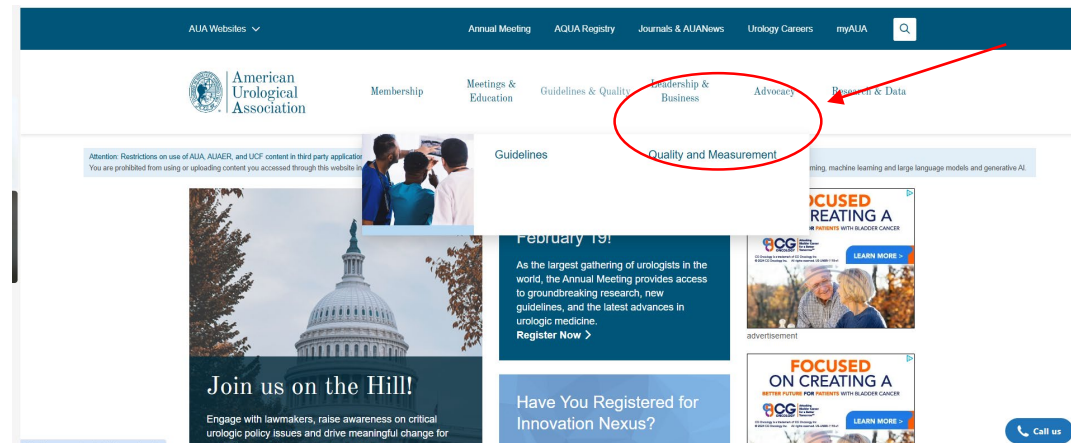 AUA Websites
Annual Meeting
AQUA Registry
Journals & AUANews
Urology Careers
myAUA
American
Urological
Association
Membership
Meetings &
Education
Guidelines & Quality
Leadership &
Business
Advocacy
Research & Data
Guidelines
Quality and Measurement
Attention: Restrictions on use of AUA, AUAER, and UCF content in third party
You are prohibited from using or uploading content you accessed through this website
machine learning and large language models and generative AI.
February 19!
As the largest gathering of urologists in the
world, the Annual Meeting provides access
to groundbreaking research, new
guidelines, and the latest advances in
urologic medicine.
Register Now >
Join us on the Hill!
Engage with lawmakers, raise awareness on critical
urologic policy issues and drive meaningful change for
Have You Registered for
Innovation Nexus?
WITH BLADDER CANCER
CG
ONCOLOGY
LEARN MORE >
advertisement
FOCUSED
ON CREATING A
BETTER FUTURE FOR PATIENTS WITH BLADDER CANCER
CG
ONCOLOGY
LEARN MORE >
Call us